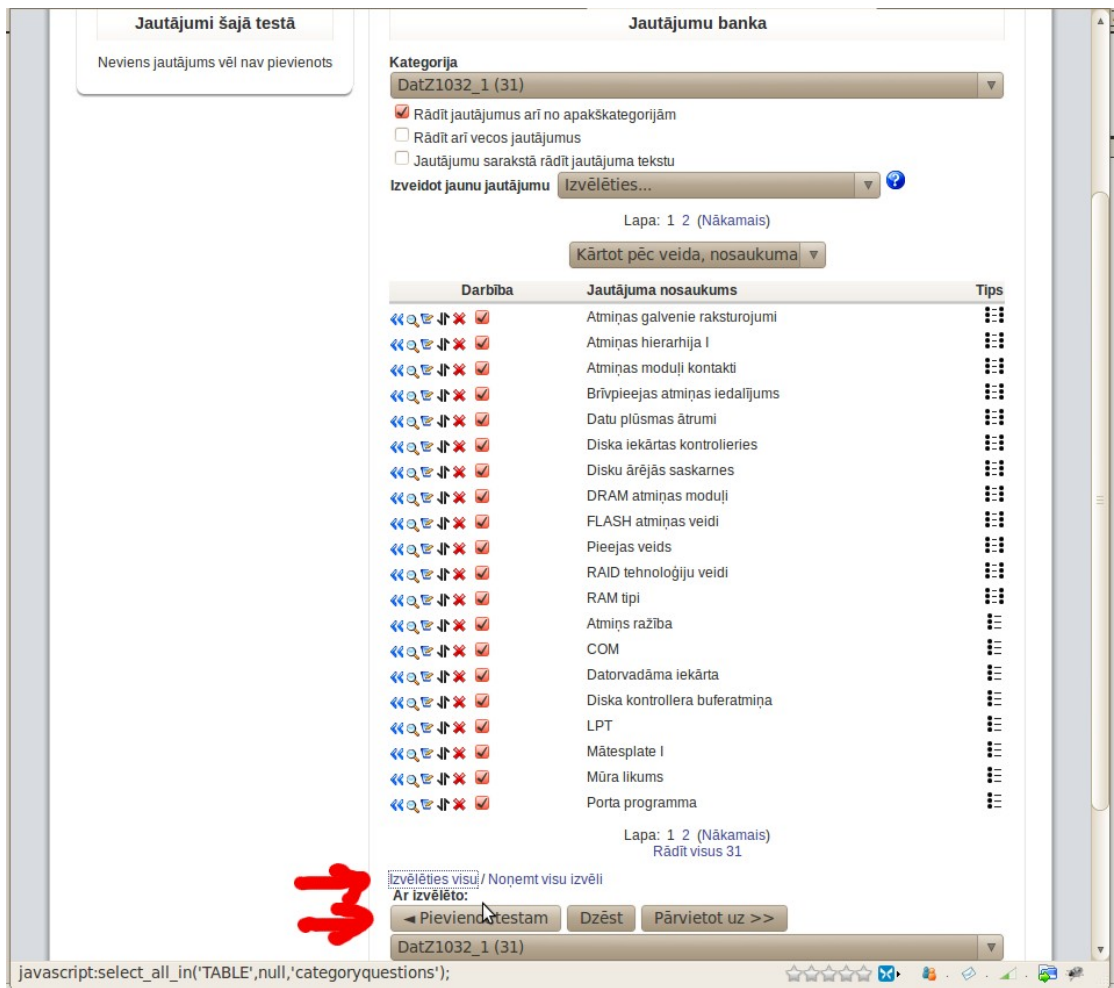 Jautājumi šajā testā
Neviens jautājums vēl nav pievienots
Jautājumu banka
Kategorija
DatZ1032_1 (31)
Rādīt jautājumus arī no apakškategorijām
Rādīt arī vecos jautājumus
Jautājumu sarakstā rādīt jautājuma tekstu
Izveidot jaunu jautājumu Izvēlēties...
Lapa: 1 2 (Nākamais)
Kārtot pēc veida, nosaukuma
Darbība Jautājuma nosaukums Tips
Atmiņas galvenie raksturojumi
Atmiņas hierarhija I
Atmiņas moduļi kontakti
Brīvpieejas atmiņas iedalījums
Datu plūsmas ātrumi
Diska iekārtas kontrolieries
Disku ārējās saskarnes
DRAM atmiņas moduļi
FLASH atmiņas veidi
Pieejas veids
RAID tehnoloģiju veidi
RAM tipi
Atmiņs ražība
COM
Datorvadāma iekārta
Diska kontrollera buferatmiņa
LPT
Mātesplate I
Mūra likums
Porta programma
Lapa: 1 2 (Nākamais)
Rādīt visus 31
Izvēlēties visu / Noņemt visu izvēli
Ar izvēlēto:
◄ Pievienot testam Dzēst Pārvietot uz >>
DatZ1032_1 (31)
javascript:select_all_in('TABLE',null,'categoryquestions');